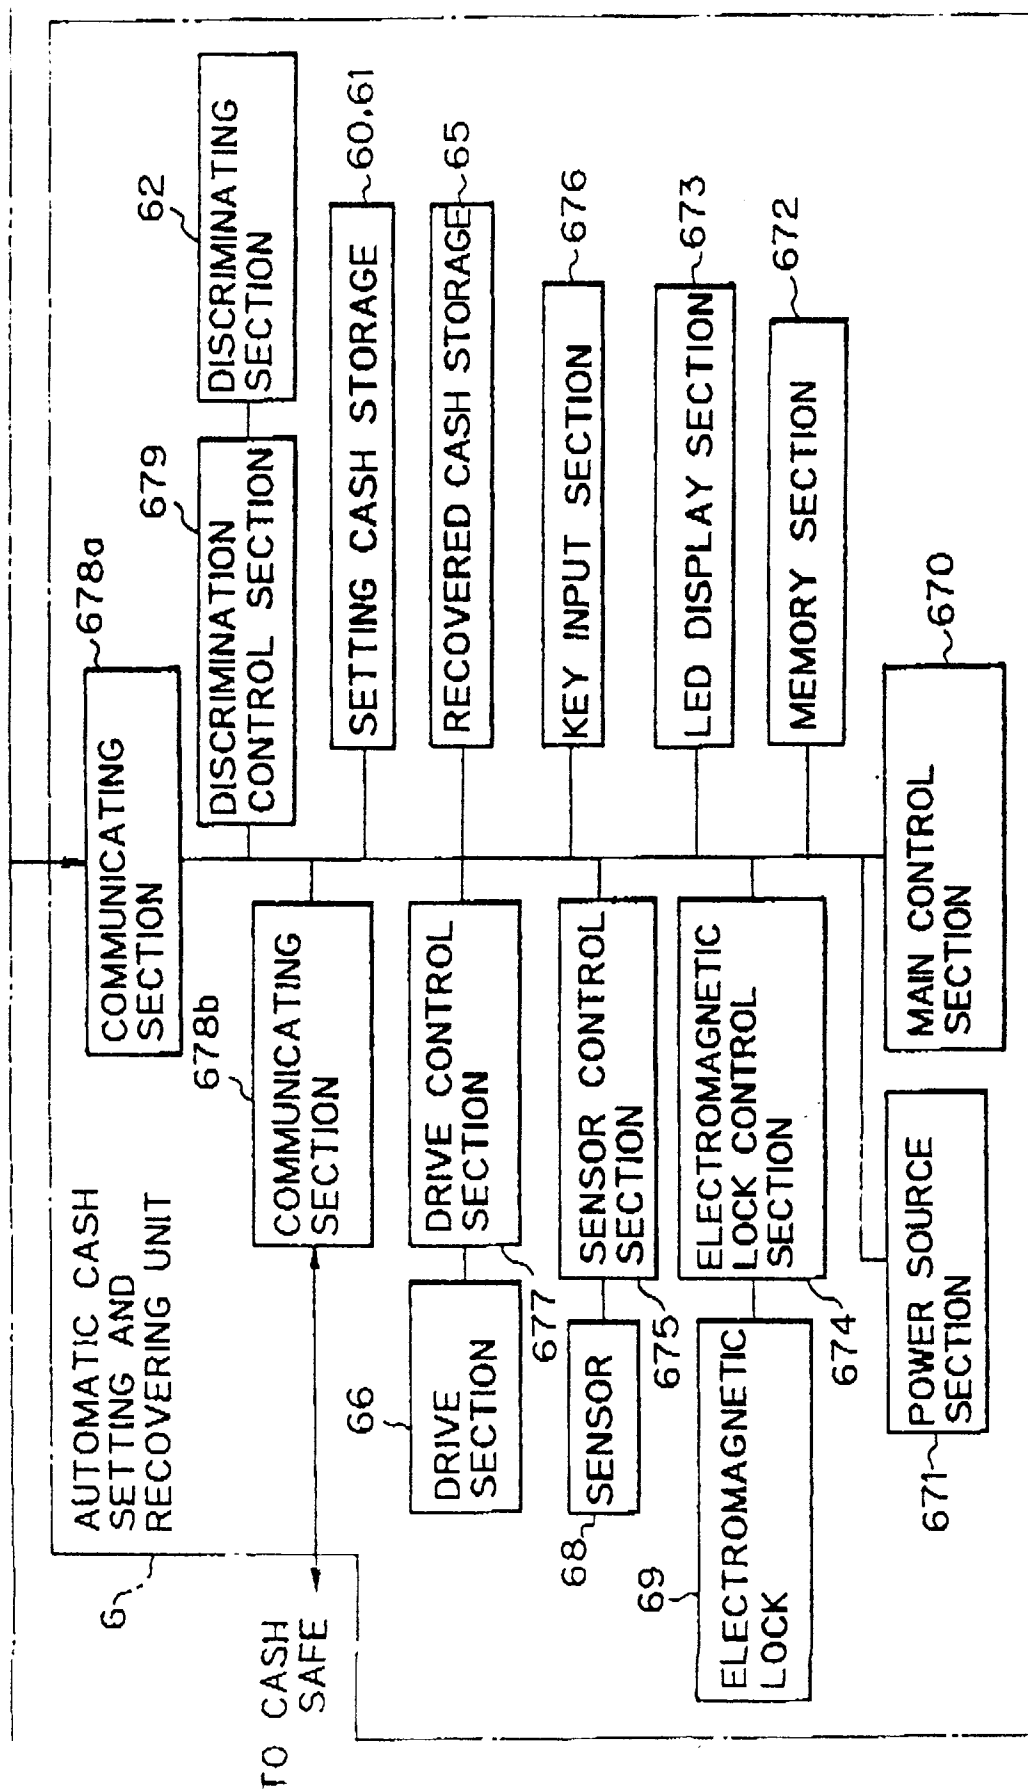 6
AUTOMATIC CASH
SETTING AND
RECOVERING UNIT
TO CASH
SAFE
678a
COMMUNICATING
SECTION
678b
COMMUNICATING
SECTION
679
DISCRIMINATION
CONTROL SECTION
62
DISCRIMINATING
SECTION
SETTING CASH STORAGE
60,61
66
DRIVE
SECTION
DRIVE CONTROL
SECTION
677
RECOVERED CASH STORAGE
65
68
SENSOR
SENSOR CONTROL
SECTION
675
KEY INPUT SECTION
676
69
ELECTROMAGNETIC
LOCK
ELECTROMAGNETIC
LOCK CONTROL
SECTION
674
LED DISPLAY SECTION
673
MEMORY SECTION
672
671
POWER SOURCE
SECTION
MAIN CONTROL
SECTION
670